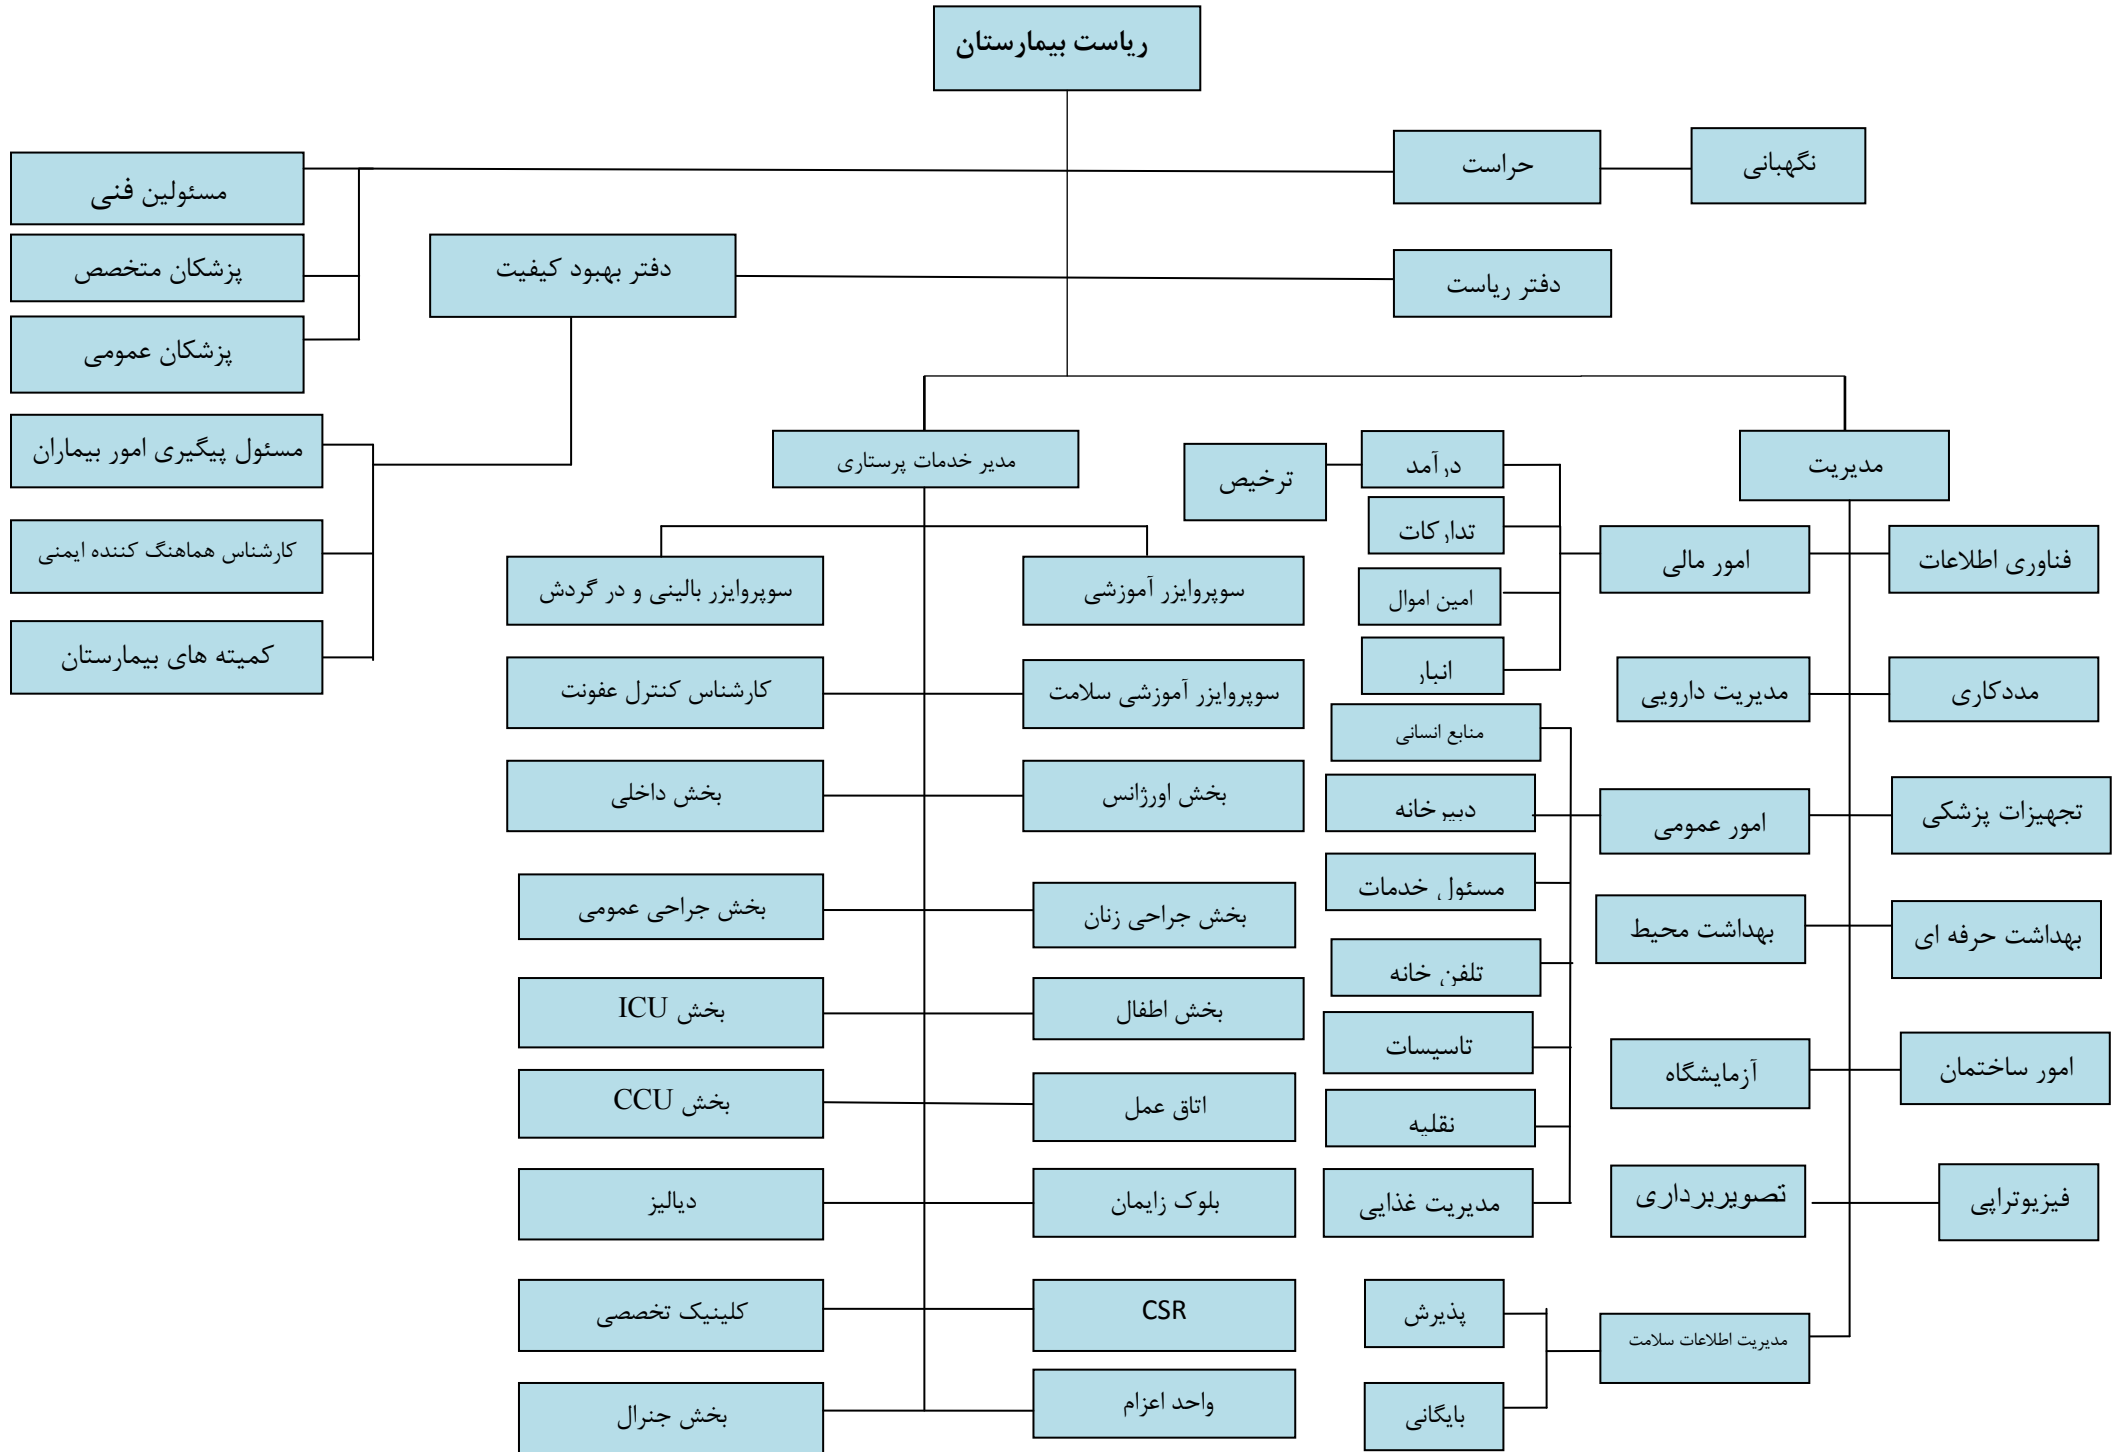 ریاست بیمارستان
نگهبانی
حراست
مسئولین فنی
پزشکان متخصص
پزشکان عمومی
دفتر ریاست
دفتر بهبود کیفیت
مسئول پیگیری امور بیماران
کارشناس هماهنگ کننده ایمنی
کمیته های بیمارستان
مدیریت
فناوری اطلاعات
امور مالی
درآمد
ترخیص
تدارکات
امین اموال
انبار
مددکاری
مدیریت دارویی
تجهیزات پزشکی
امور عمومی
منابع انسانی
دبیرخانه
مسئول خدمات
تلفن خانه
تاسیسات
نقلیه
مدیریت غذایی
بهداشت حرفه ای
بهداشت محیط
امور ساختمان
آزمایشگاه
فیزیوتراپی
تصویربرداری
مدیریت اطلاعات سلامت
پذیرش
بایگانی
مدیر خدمات پرستاری
سوپروایزر آموزشی
سوپروایزر بالینی و در گردش
سوپروایزر آموزشی سلامت
کارشناس کنترل عفونت
بخش اورژانس
بخش داخلی
بخش جراحی زنان
بخش جراحی عمومی
بخش اطفال
بخش ICU
اتاق عمل
بخش CCU
بلوک زایمان
دیالیز
CSR
کلینیک تخصصی
واحد اعزام
بخش جنرال